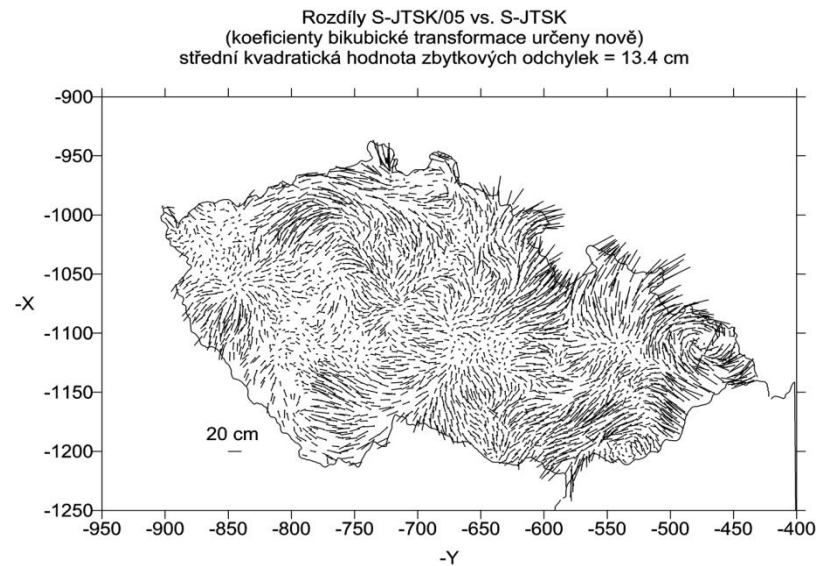 Rozdíly S-JTSK/05 vs. S-JTSK
(koeficienty bikubické transformace určeny nově)
střední kvadratická hodnota zbytkových odchylek = 13.4 cm
-900
-950
-1000
-1050
-X
-1100
-1150
20 cm
-1200
-1250
-950 -900 -850 -800 -750 -700 -650 -600 -550 -500 -450 -400
-Y